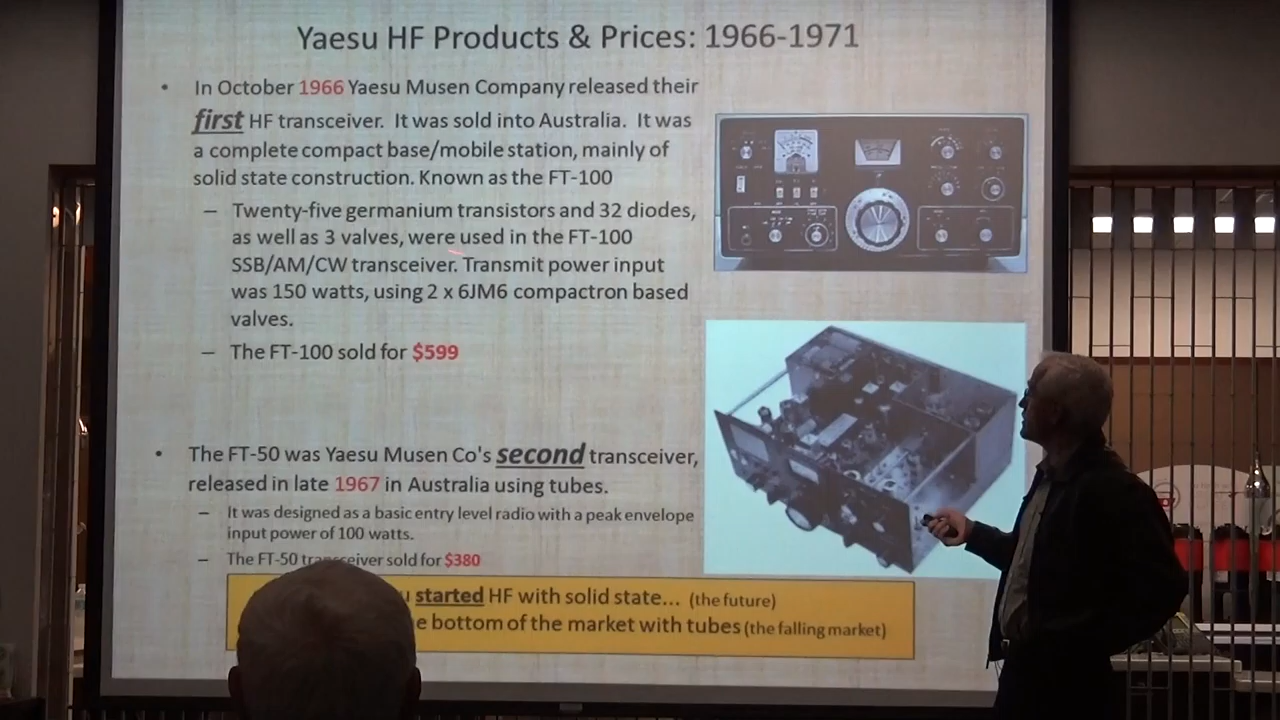 Yaesu HF Products & Prices: 1966-1971
• In October 1966 Yaesu Musen Company released their
first HF transceiver. It was sold into Australia. It was
a complete compact base/mobile station, mainly of
solid state construction. Known as the FT-100
– Twenty-five germanium transistors and 32 diodes,
as well as 3 valves, were used in the FT-100
SSB/AM/CW transceiver. Transmit power input
was 150 watts, using 2 x 6JM6 compactron based
valves.
– The FT-100 sold for $599
• The FT-50 was Yaesu Musen Co's second transceiver,
released in late 1967 in Australia using tubes.
– It was designed as a basic entry level radio with a peak envelope
input power of 100 watts.
– The FT-50 transceiver sold for $380
started HF with solid state... (the future)
bottom of the market with tubes (the falling market)